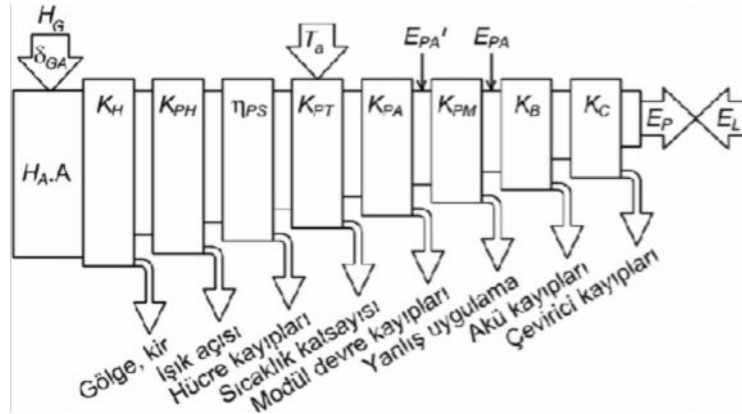 H_G
δ_GA
T_a
E_PA'
E_PA
K_H
K_PH
η_PS
K_PT
K_PA
K_PM
K_B
K_C
E_P
E_L
H_A.A
Gölge, kir
Işık açısı
Hücre kayıpları
Sıcaklık katsayısı
Modül devre kayıpları
Yanlış uygulama
Akü kayıpları
Çevirici kayıpları